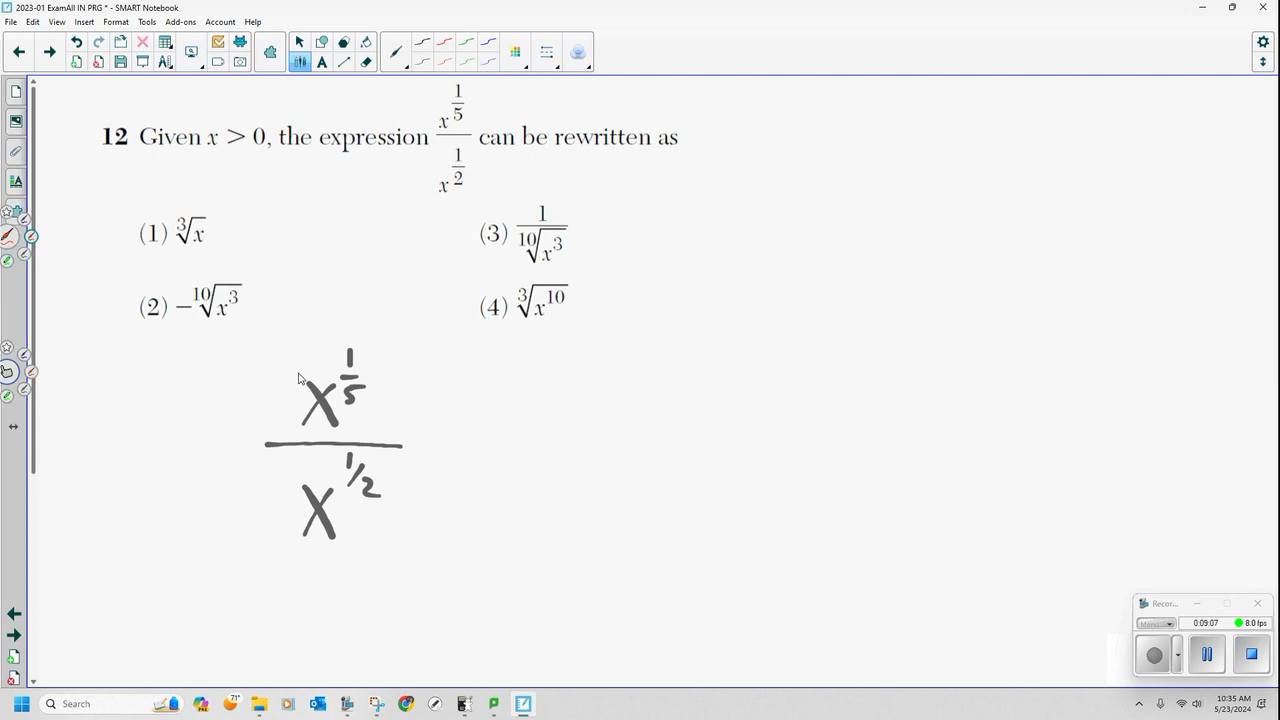 2023-01 ExamAll IN PRG * - SMART Notebook
File Edit View Insert Format Tools Add-ons Account Help
12 Given x > 0, the expression x^(1/5) / x^(1/2) can be rewritten as
(1) ∛x
(3) 1 / ¹⁰√x³
(2) −¹⁰√x³
(4) ³√x¹⁰
x^(1/5)
x^(1/2)
Recor...
Menu
0:09:07
8.0 fps
Search
71°
10:35 AM
5/23/2024